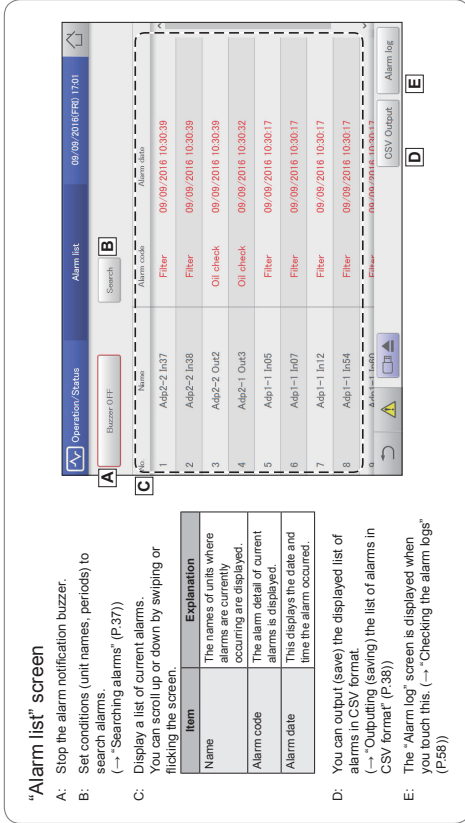 "Alarm list" screen
A: Stop the alarm notification buzzer.
B: Set conditions (unit names, periods) to
search alarms.
(→ "Searching alarms" (P.37))
C: Display a list of current alarms.
You can scroll up or down by swiping or
flicking the screen.
Item Explanation
Name The names of units where
alarms are currently
occurring are displayed.
Alarm code The alarm detail of current
alarms is displayed.
Alarm date This displays the date and
time the alarm occurred.
D: You can output (save) the displayed list of
alarms in CSV format.
(→ "Outputting (saving) the list of alarms in
CSV format" (P.38))
E: The "Alarm log" screen is displayed when
you touch this. (→ "Checking the alarm logs"
(P.58))
Operation/Status Alarm list 09/09/2016(FRI) 17:01
A Buzzer OFF Search B
C
No. Name Alarm code Alarm date
1 Adp2-2 In37 Filter 09/09/2016 10:30:39
2 Adp2-2 In38 Filter 09/09/2016 10:30:39
3 Adp2-2 Out2 Oil check 09/09/2016 10:30:39
4 Adp2-1 Out3 Oil check 09/09/2016 10:30:32
5 Adp1-1 In05 Filter 09/09/2016 10:30:17
6 Adp1-1 In07 Filter 09/09/2016 10:30:17
7 Adp1-1 In12 Filter 09/09/2016 10:30:17
8 Adp1-1 In54 Filter 09/09/2016 10:30:17
9 Adp1-1 In60 Filter 09/09/2016 10:30:17
CSV Output Alarm log
D E